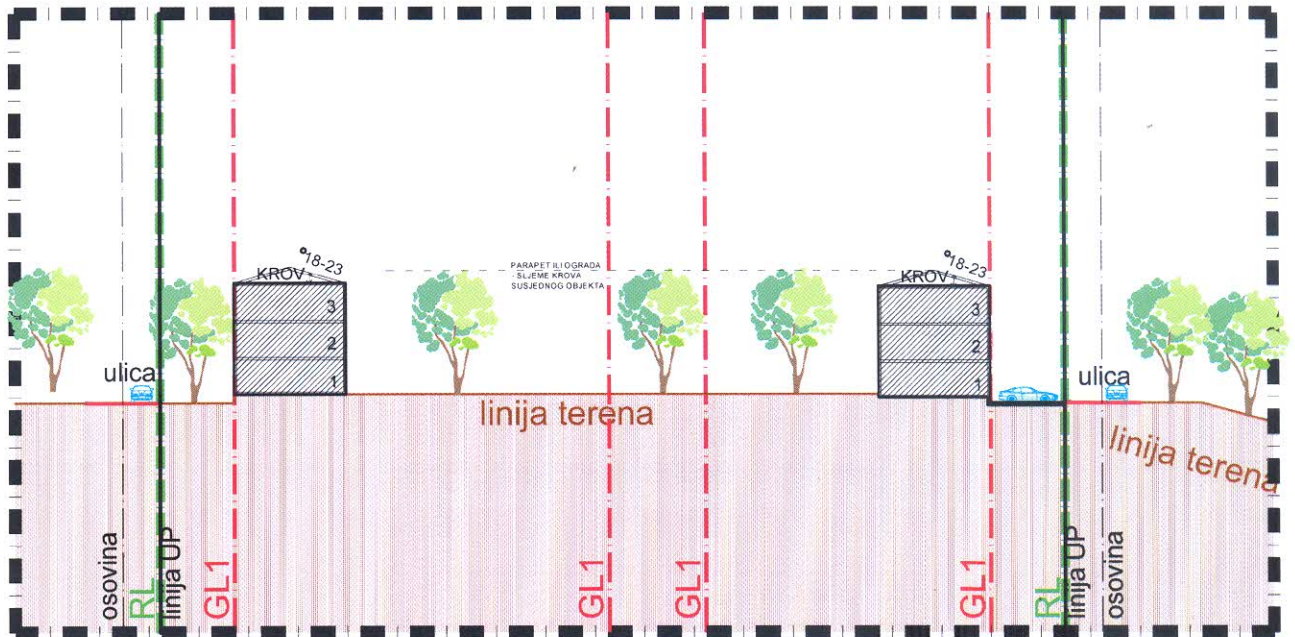 °18-23
KROV
3
2
1
PARAPET ILI OGRADA
- SLJEME KROVA
SUSJEDNOG OBJEKTA
°18-23
KROV
3
2
1
ulica
ulica
linija terena
linija terena
osovina
RL
linija UP
GL1
GL1
GL1
GL1
RL
linija UP
osovina